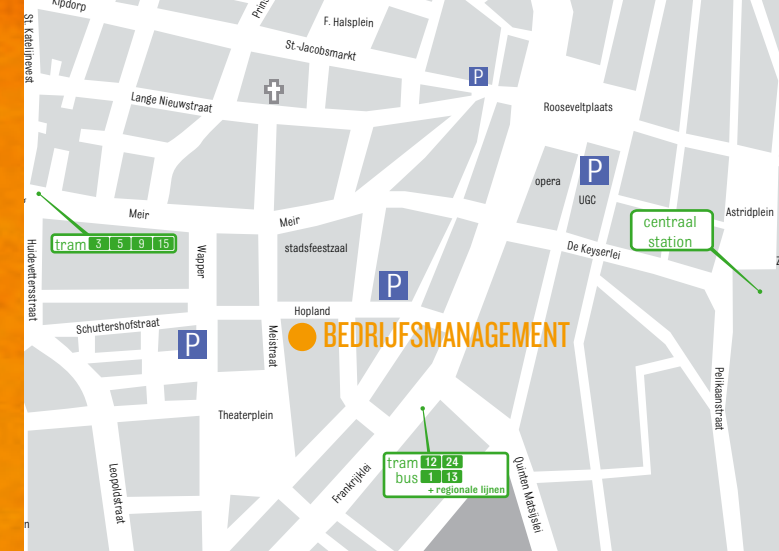 Kipdorp
Prins
F. Halsplein
St. Katelijnevest
St.-Jacobsmarkt
P
Lange Nieuwstraat
Rooseveltplaats
P
opera
UGC
Meir
Meir
centraal
station
Astridplein
tram 3 5 9 15
Huidevettersstraat
Wapper
stadsfeestzaal
De Keyserlei
P
Hopland
Schuttershofstraat
P
Meistraat
BEDRIJFSMANAGEMENT
Pelikaanstraat
Theaterplein
Leopoldstraat
Frankrijklei
tram 12 24
bus 1 13
+ regionale lijnen
Quinten Matsijslei
n
Z